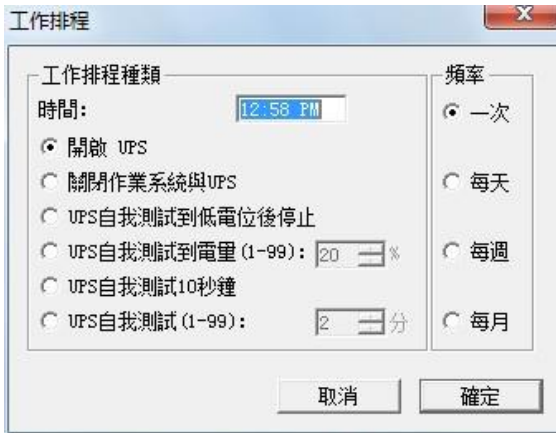 工作排程
工作排程種類
時間: 12:58 PM
開啟 UPS
關閉作業系統與UPS
UPS自我測試到低電位後停止
UPS自我測試到電量(1-99): 20 %
UPS自我測試10秒鐘
UPS自我測試(1-99): 2 分
頻率
一次
每天
每週
每月
取消 確定